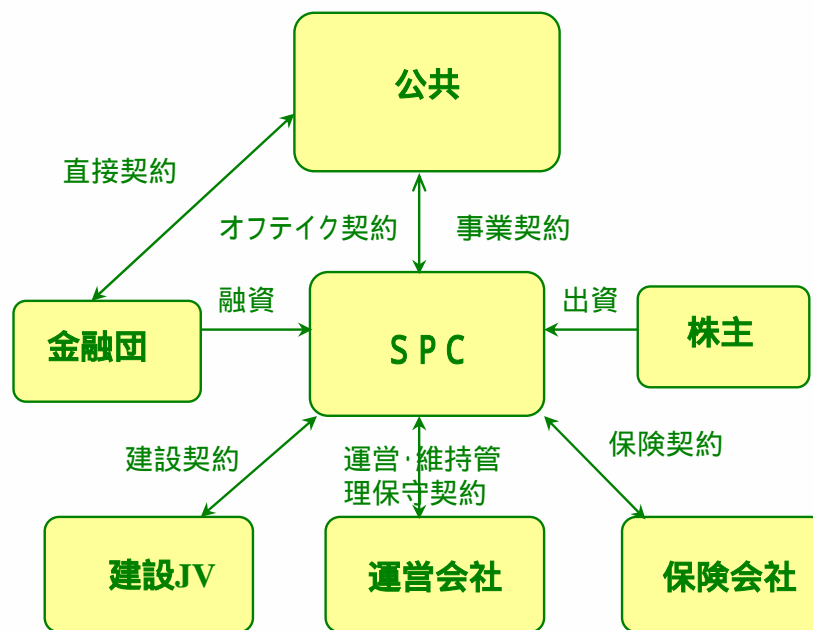 公共
直接契約
オフテイク契約
事業契約
融資
出資
金融団
ＳＰＣ
株主
建設契約
運営・維持管
理保守契約
保険契約
建設JV
運営会社
保険会社